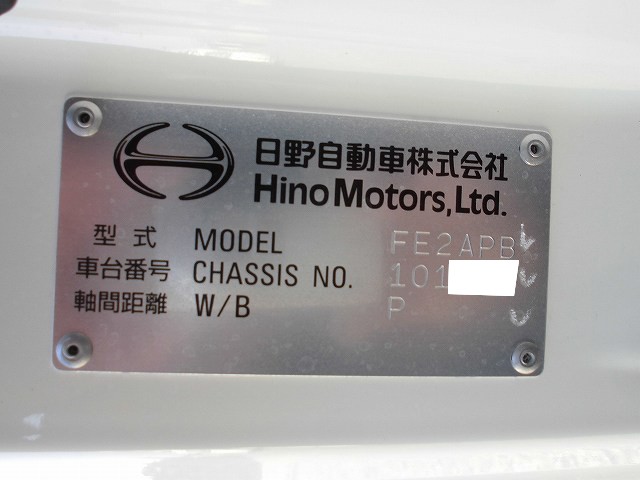 日野自動車株式会社
Hino Motors, Ltd.
型式 MODEL FE2APB
車台番号 CHASSIS NO. 101
軸間距離 W/B P